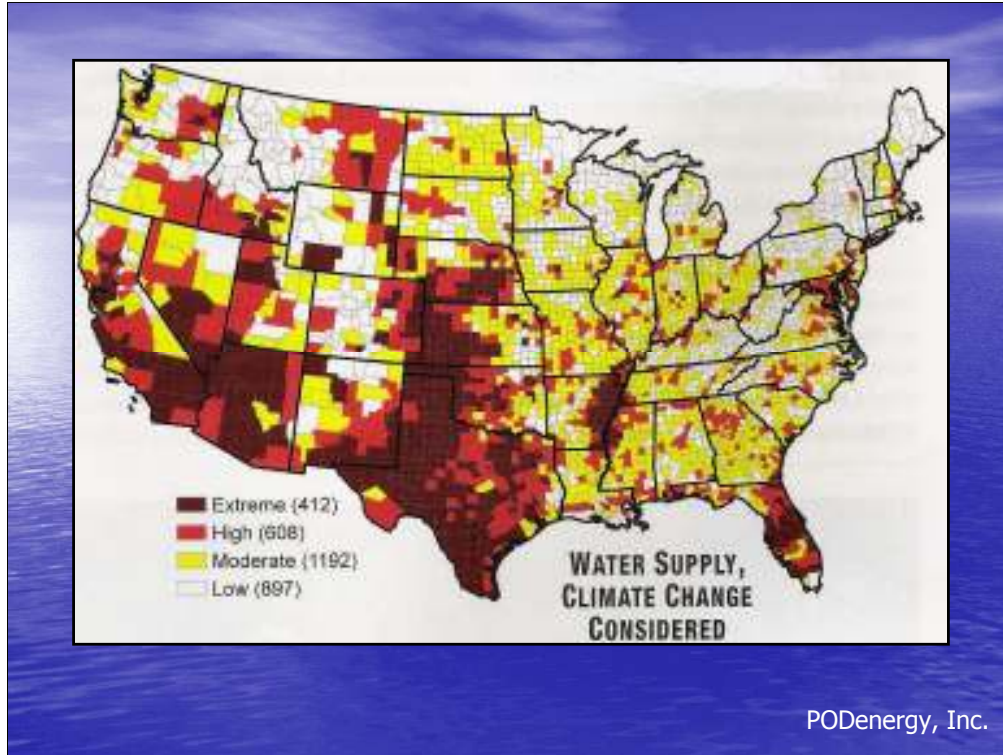 Extreme (412)
High (608)
Moderate (1192)
Low (897)
WATER SUPPLY,
CLIMATE CHANGE
CONSIDERED
PODenergy, Inc.